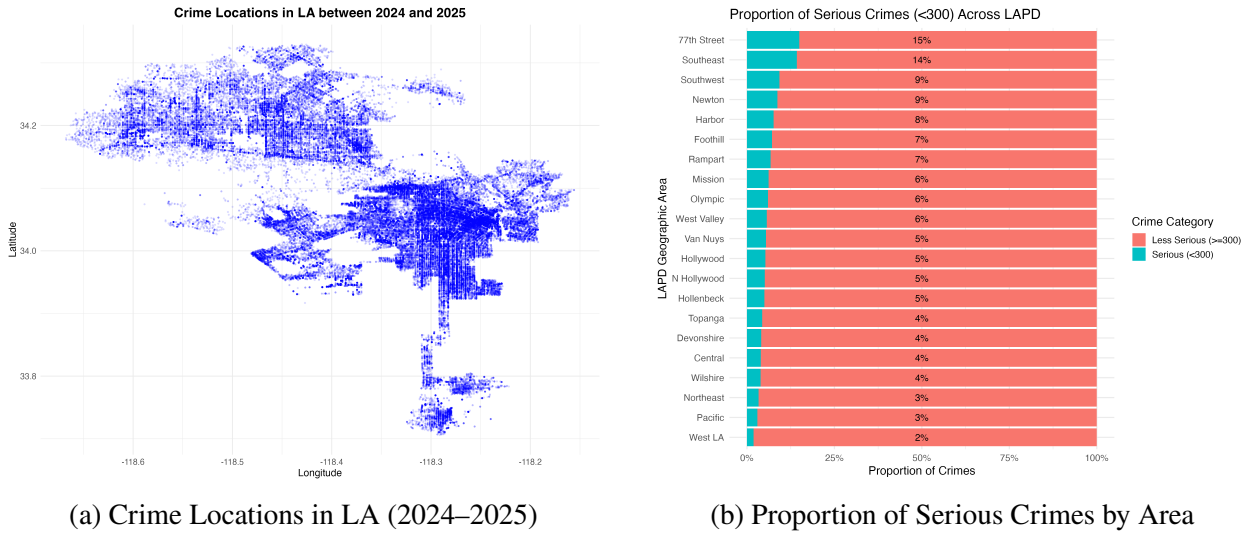 Crime Locations in LA between 2024 and 2025
34.2
34.0
33.8
Latitude
-118.6
-118.5
-118.4
-118.3
-118.2
Longitude
(a) Crime Locations in LA (2024–2025)
Proportion of Serious Crimes (<300) Across LAPD
LAPD Geographic Area
77th Street 15%
Southeast 14%
Southwest 9%
Newton 9%
Harbor 8%
Foothill 7%
Rampart 7%
Mission 6%
Olympic 6%
West Valley 6%
Van Nuys 5%
Hollywood 5%
N Hollywood 5%
Hollenbeck 5%
Topanga 4%
Devonshire 4%
Central 4%
Wilshire 4%
Northeast 3%
Pacific 3%
West LA 2%
0% 25% 50% 75% 100%
Proportion of Crimes
Crime Category
Less Serious (>=300)
Serious (<300)
(b) Proportion of Serious Crimes by Area